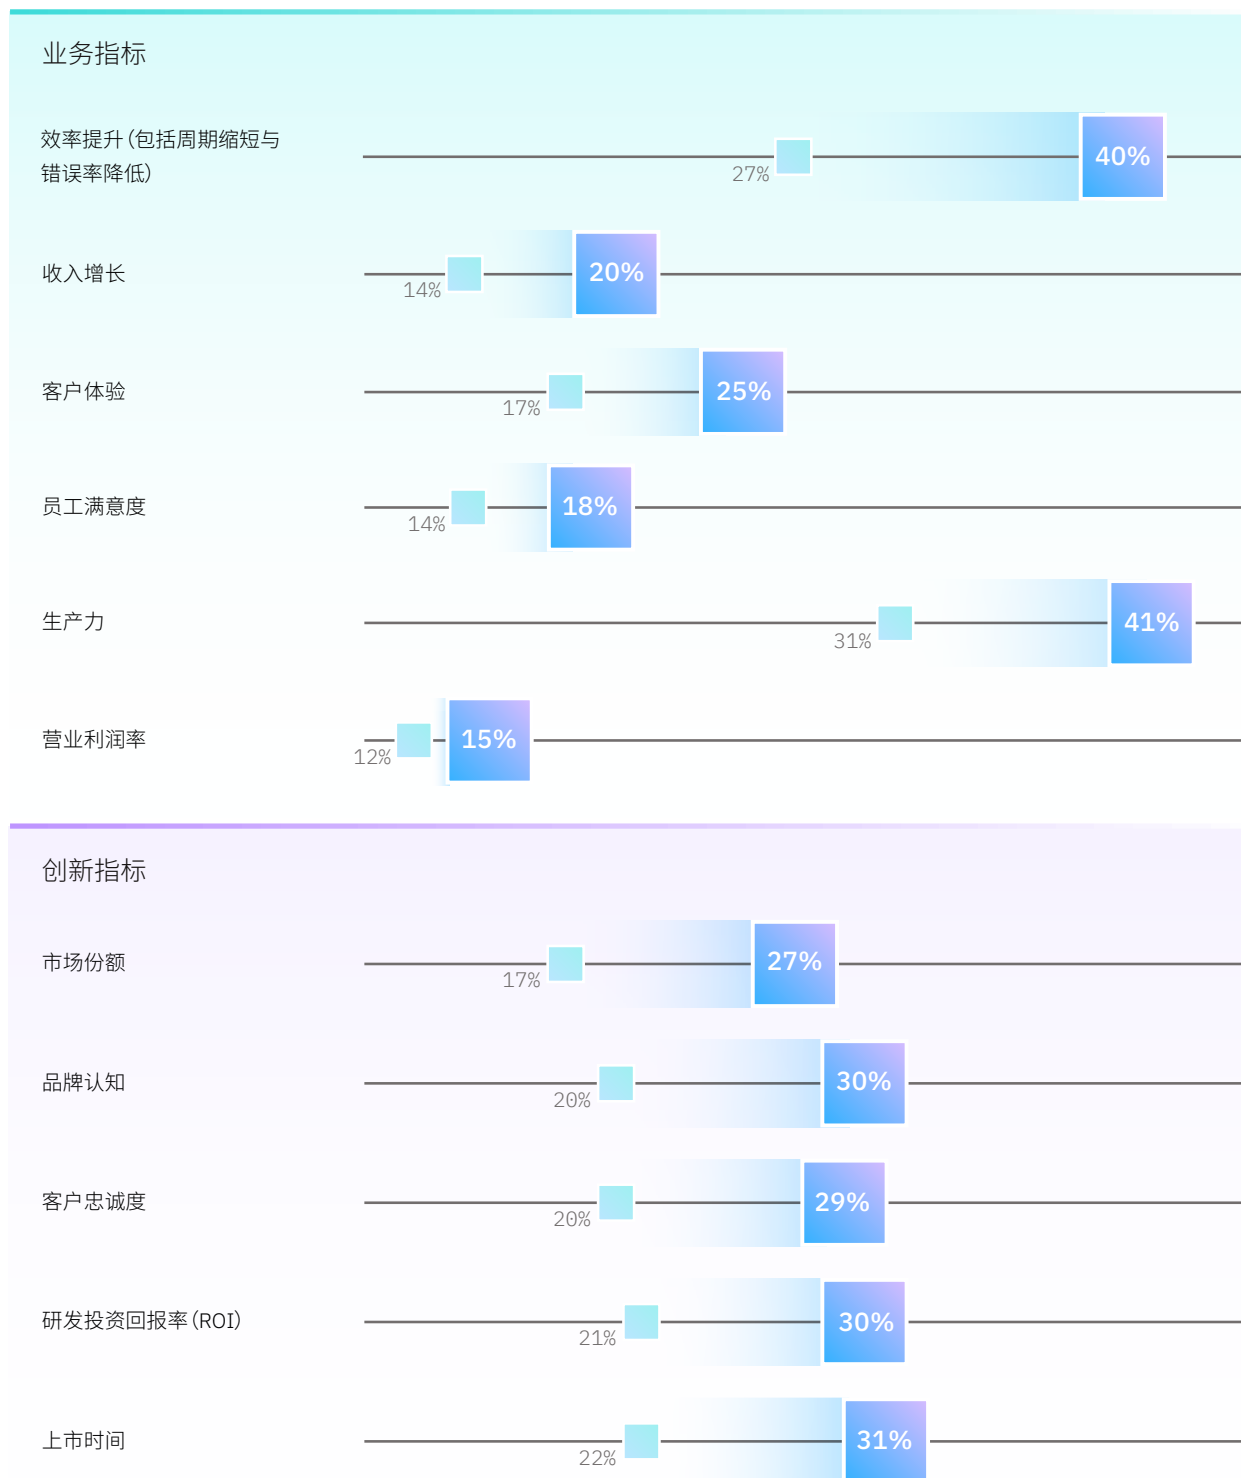 业务指标
效率提升(包括周期缩短与
错误率降低)
27%
40%
收入增长
14%
20%
客户体验
17%
25%
员工满意度
14%
18%
生产力
31%
41%
营业利润率
12%
15%
创新指标
市场份额
17%
27%
品牌认知
20%
30%
客户忠诚度
20%
29%
研发投资回报率(ROI)
21%
30%
上市时间
22%
31%